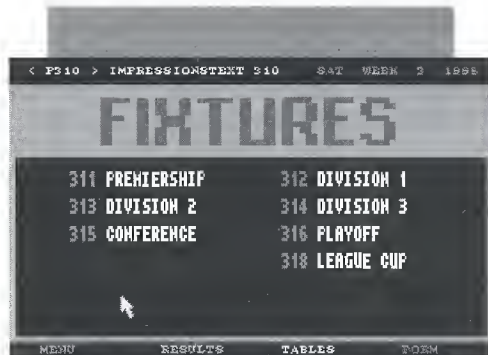 < P310 > IMPRESSIONSTEXT 310 SAT WEEK 3 1995
FIXTURES
311 PREMIERSHIP 312 DIVISION 1
313 DIVISION 2 314 DIVISION 3
315 CONFERENCE 316 PLAYOFF
318 LEAGUE CUP
MENU RESULTS TABLES FORM